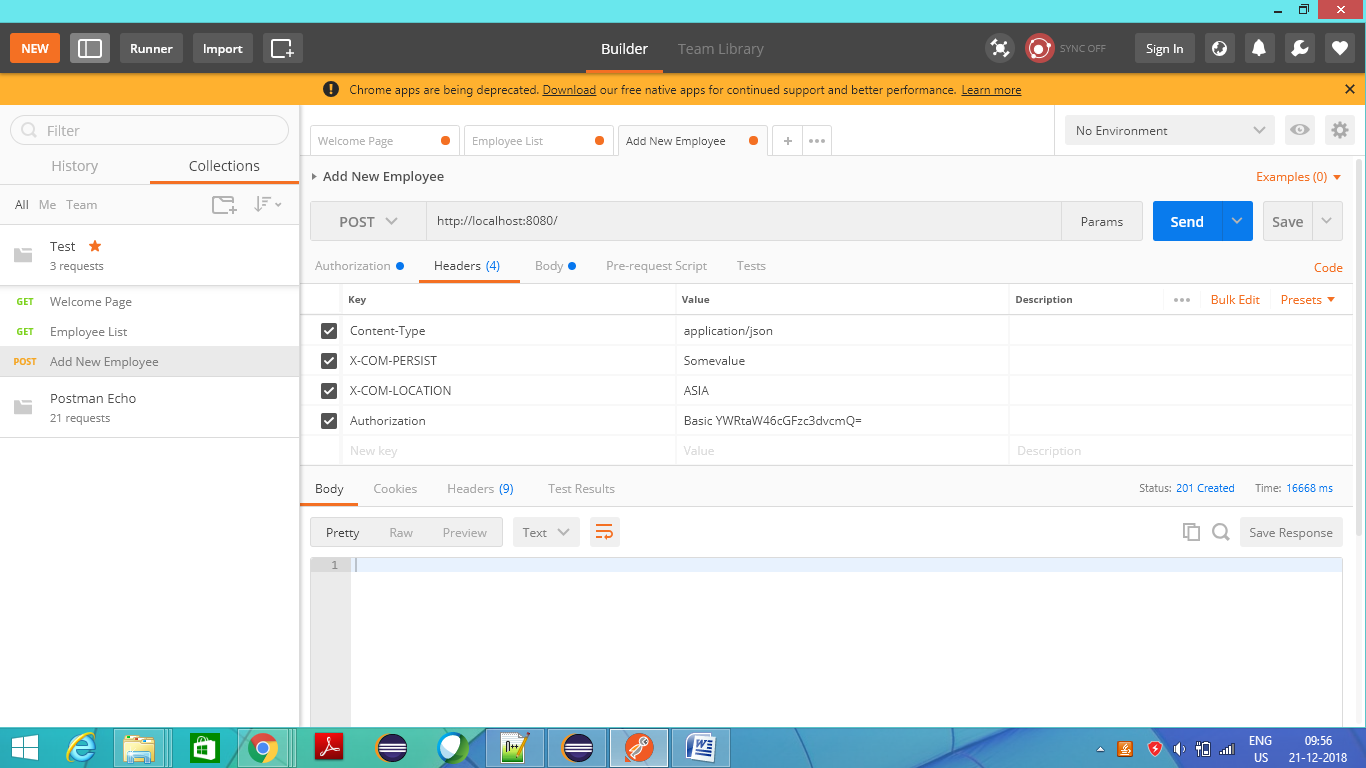 NEW Runner Import Builder Team Library SYNC OFF Sign In
Chrome apps are being deprecated. Download our free native apps for continued support and better performance. Learn more
Filter
History Collections
All Me Team
Test
3 requests
GET Welcome Page
GET Employee List
POST Add New Employee
Postman Echo
21 requests
Welcome Page Employee List Add New Employee No Environment
Add New Employee Examples (0)
POST http://localhost:8080/ Params Send Save
Authorization Headers (4) Body Pre-request Script Tests Code
Key Value Description Bulk Edit Presets
Content-Type application/json
X-COM-PERSIST Somevalue
X-COM-LOCATION ASIA
Authorization Basic YWRtaW46cGFzc3dvcmQ=
New key Value Description
Body Cookies Headers (9) Test Results Status: 201 Created Time: 16668 ms
Pretty Raw Preview Text Save Response
1
ENG 09:56
US 21-12-2018